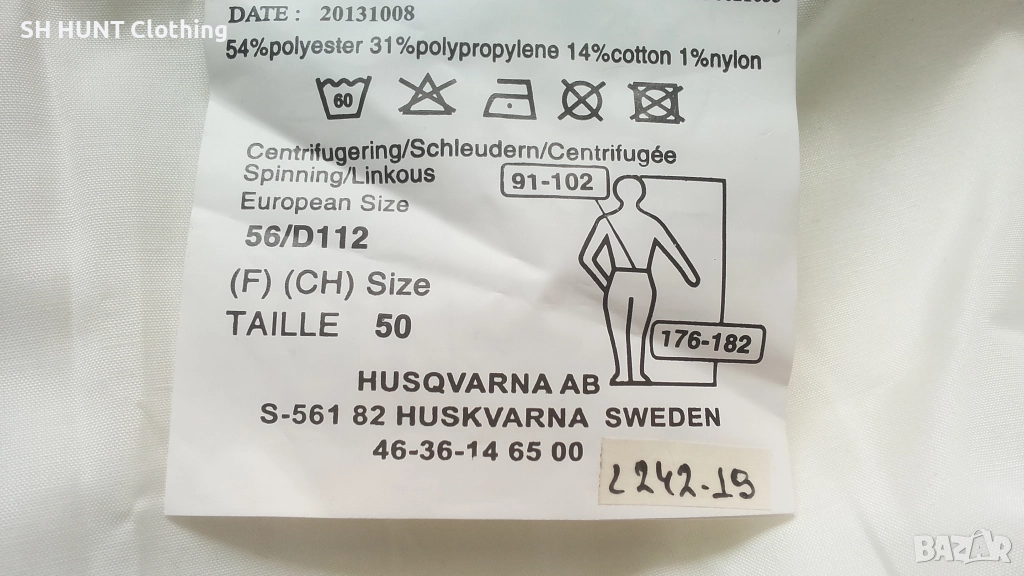 SH HUNT Clothing
DATE : 20131008
54%polyester 31%polypropylene 14%cotton 1%nylon
60
Centrifugering/Schleudern/Centrifugée
Spinning/Linkous
91-102
European Size
56/D112
(F) (CH) Size
TAILLE 50
176-182
HUSQVARNA AB
S-561 82 HUSKVARNA SWEDEN
46-36-14 65 00
242-19
BAZAR